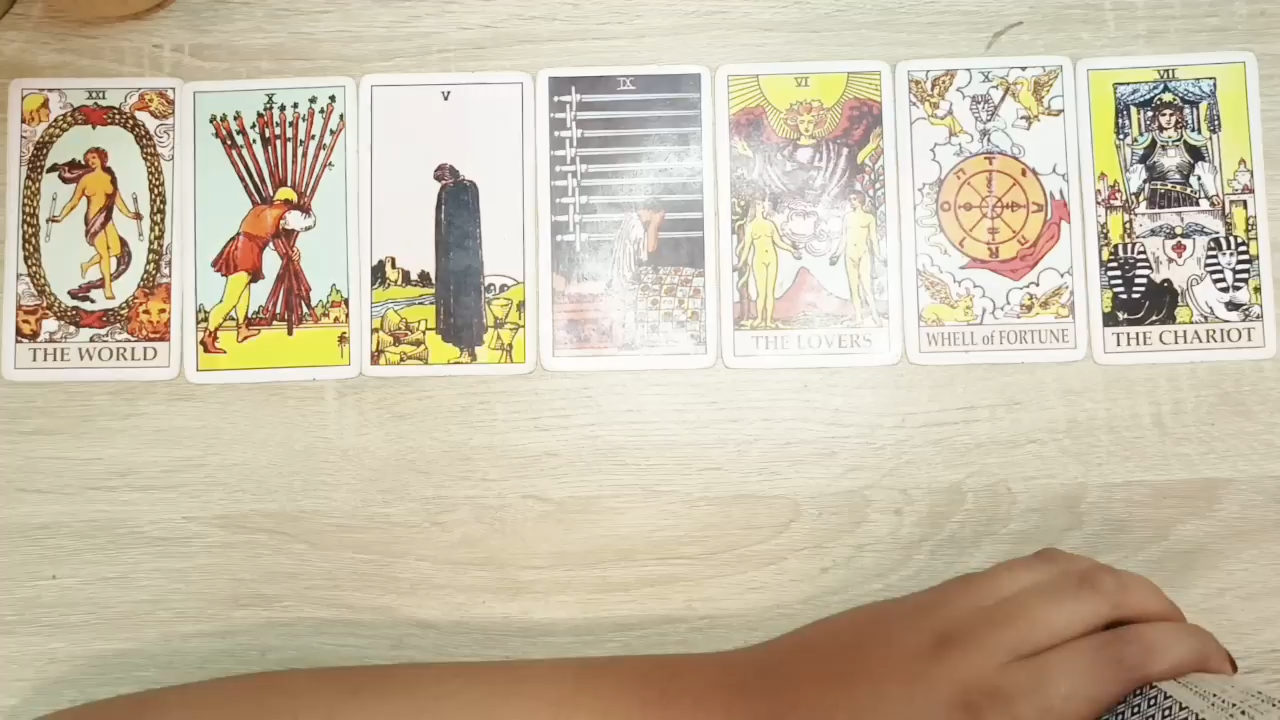 XXI
THE WORLD
X
V
IX
VI
THE LOVERS
X
WHELL of FORTUNE
VII
THE CHARIOT